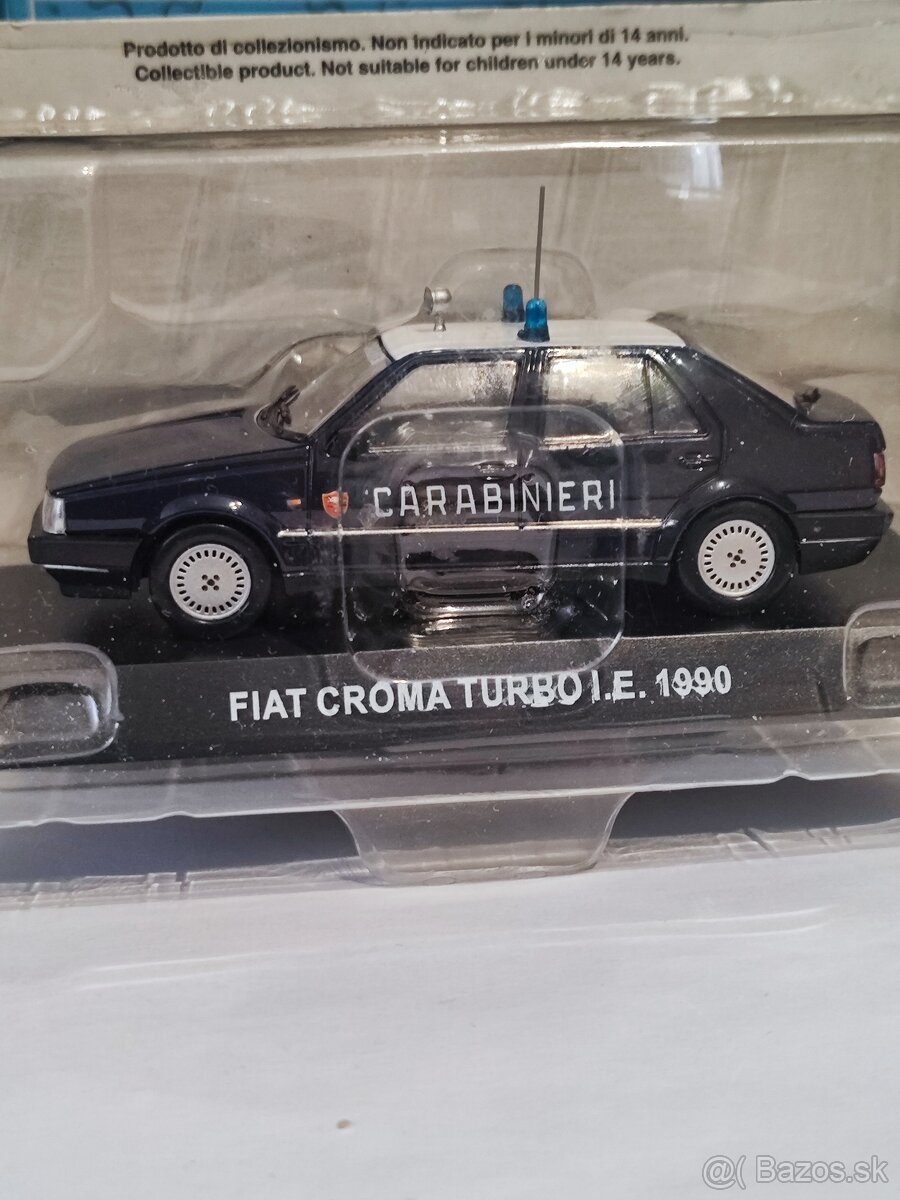 Prodotto di collezionismo. Non indicato per i minori di 14 anni.
Collectible product. Not suitable for children under 14 years.
CARABINIERI
FIAT CROMA TURBO I.E. 1990
@( Bazos.sk